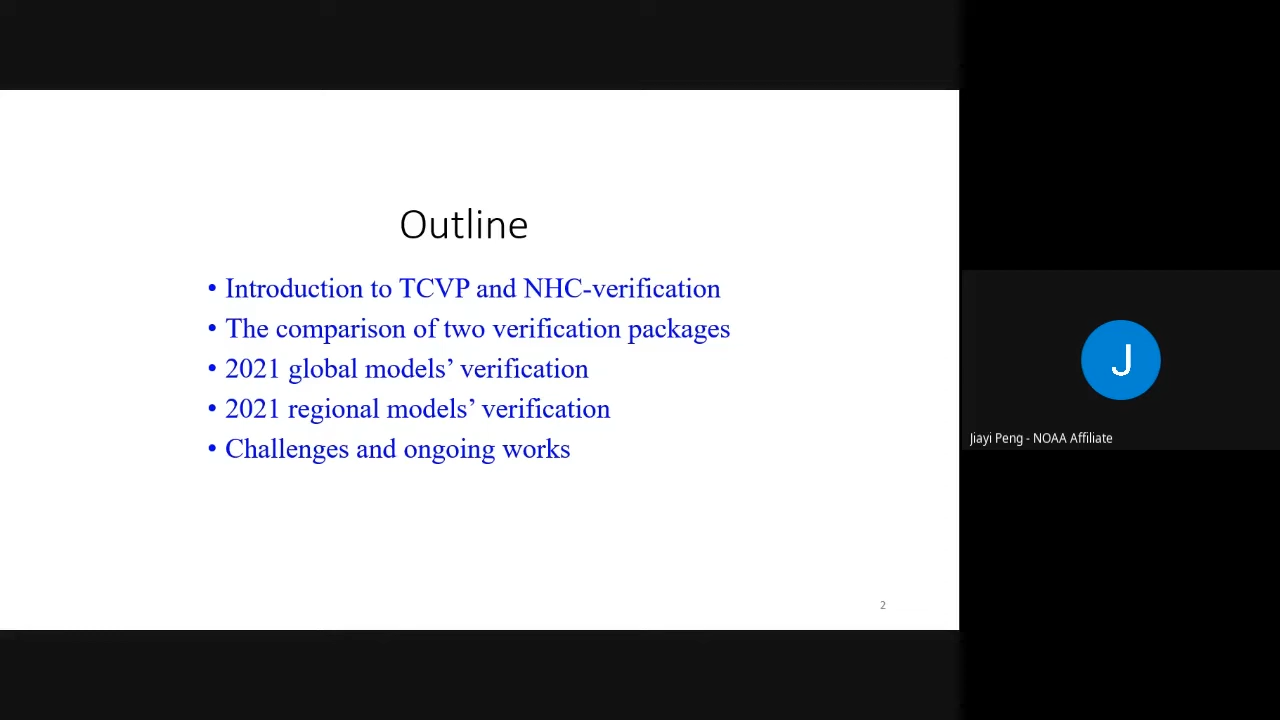 Outline
• Introduction to TCVP and NHC-verification
• The comparison of two verification packages
• 2021 global models’ verification
• 2021 regional models’ verification
• Challenges and ongoing works
2
J
Jiayi Peng - NOAA Affiliate